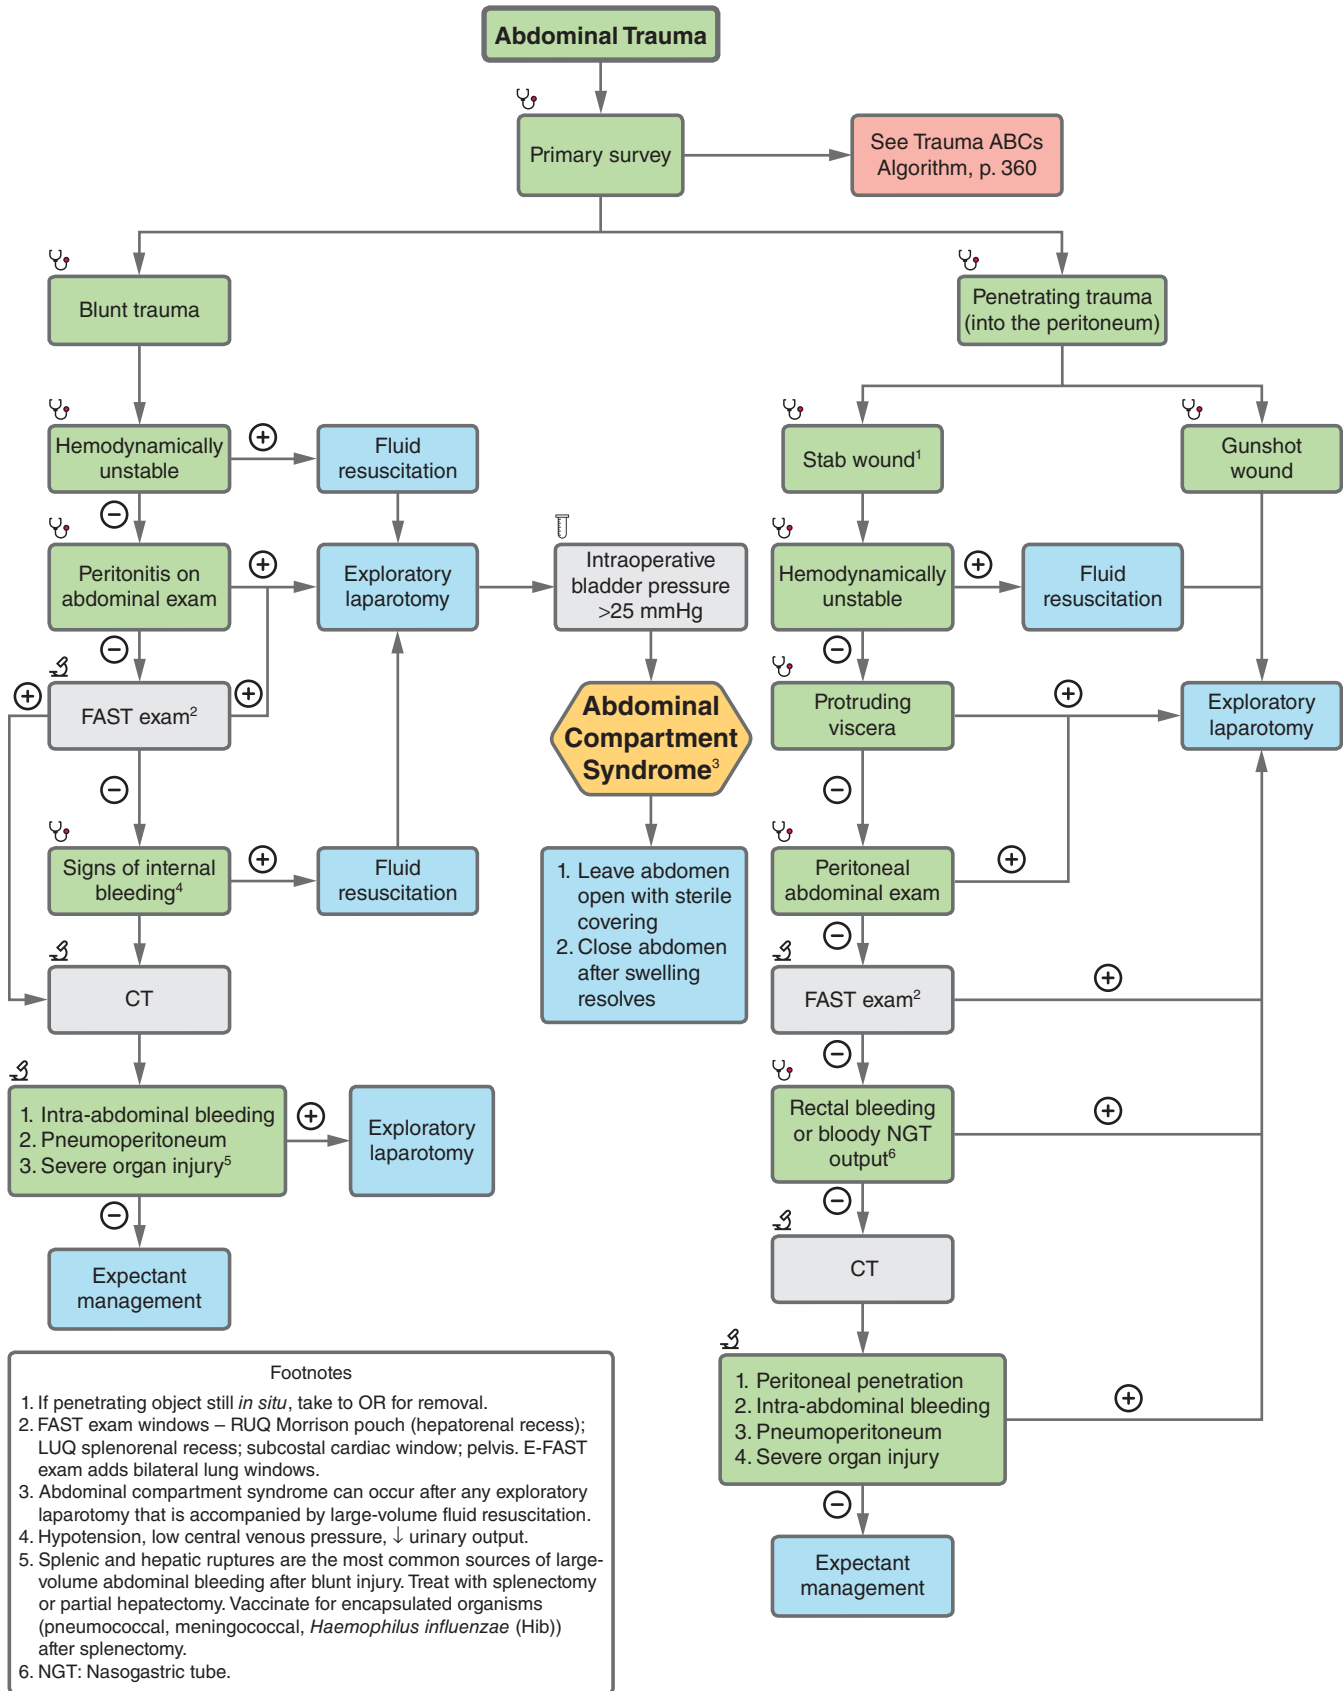 Abdominal Trauma
Primary survey
See Trauma ABCs
Algorithm, p. 360
Blunt trauma
Penetrating trauma
(into the peritoneum)
Hemodynamically
unstable
+
Fluid
resuscitation
−
Peritonitis on
abdominal exam
+
Exploratory
laparotomy
Intraoperative
bladder pressure
>25 mmHg
−
+
FAST exam²
+
Abdominal
Compartment
Syndrome³
−
Signs of internal
bleeding⁴
+
Fluid
resuscitation
1. Leave abdomen
open with sterile
covering
2. Close abdomen
after swelling
resolves
CT
1. Intra-abdominal bleeding
2. Pneumoperitoneum
3. Severe organ injury⁵
+
Exploratory
laparotomy
−
Expectant
management
Stab wound¹
Gunshot
wound
Hemodynamically
unstable
+
Fluid
resuscitation
−
Protruding
viscera
+
Exploratory
laparotomy
−
Peritoneal
abdominal exam
+
−
FAST exam²
+
−
Rectal bleeding
or bloody NGT
output⁶
+
−
CT
1. Peritoneal penetration
2. Intra-abdominal bleeding
3. Pneumoperitoneum
4. Severe organ injury
+
−
Expectant
management
Footnotes
1. If penetrating object still in situ, take to OR for removal.
2. FAST exam windows – RUQ Morrison pouch (hepatorenal recess);
LUQ splenorenal recess; subcostal cardiac window; pelvis. E-FAST
exam adds bilateral lung windows.
3. Abdominal compartment syndrome can occur after any exploratory
laparotomy that is accompanied by large-volume fluid resuscitation.
4. Hypotension, low central venous pressure, ↓ urinary output.
5. Splenic and hepatic ruptures are the most common sources of large-
volume abdominal bleeding after blunt injury. Treat with splenectomy
or partial hepatectomy. Vaccinate for encapsulated organisms
(pneumococcal, meningococcal, Haemophilus influenzae (Hib))
after splenectomy.
6. NGT: Nasogastric tube.